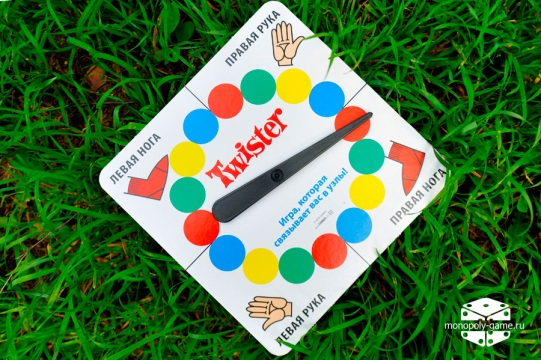 ПРАВАЯ РУКА
ЛЕВАЯ НОГА
Twister
Игра, которая
связывает вас в узлы!
ПРАВАЯ НОГА
ЛЕВАЯ РУКА
monopoly-game.ru